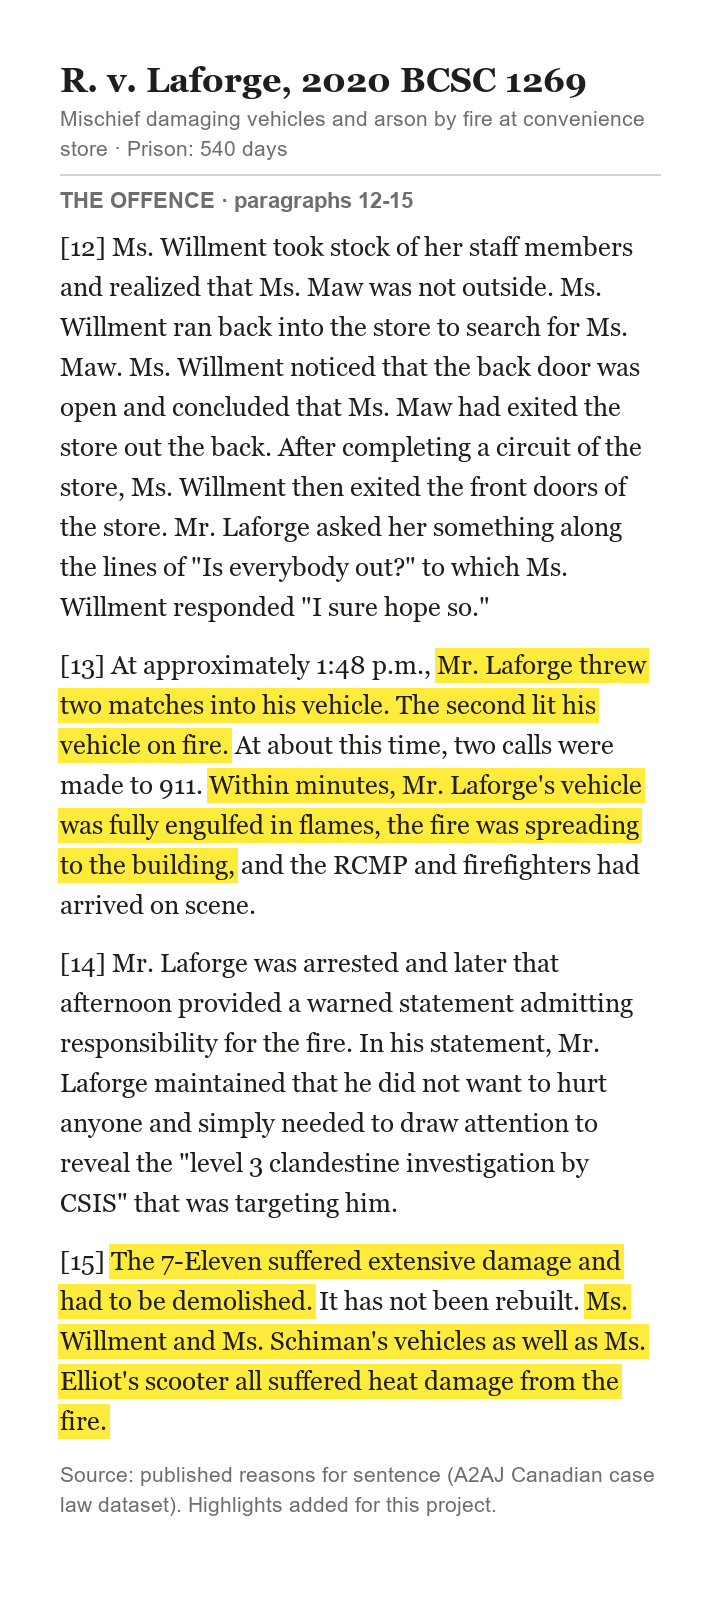 R. v. Laforge, 2020 BCSC 1269
Mischief damaging vehicles and arson by fire at convenience
store · Prison: 540 days
THE OFFENCE · paragraphs 12-15
[12] Ms. Willment took stock of her staff members
and realized that Ms. Maw was not outside. Ms.
Willment ran back into the store to search for Ms.
Maw. Ms. Willment noticed that the back door was
open and concluded that Ms. Maw had exited the
store out the back. After completing a circuit of the
store, Ms. Willment then exited the front doors of
the store. Mr. Laforge asked her something along
the lines of "Is everybody out?" to which Ms.
Willment responded "I sure hope so."
[13] At approximately 1:48 p.m., Mr. Laforge threw
two matches into his vehicle. The second lit his
vehicle on fire. At about this time, two calls were
made to 911. Within minutes, Mr. Laforge's vehicle
was fully engulfed in flames, the fire was spreading
to the building, and the RCMP and firefighters had
arrived on scene.
[14] Mr. Laforge was arrested and later that
afternoon provided a warned statement admitting
responsibility for the fire. In his statement, Mr.
Laforge maintained that he did not want to hurt
anyone and simply needed to draw attention to
reveal the "level 3 clandestine investigation by
CSIS" that was targeting him.
[15] The 7-Eleven suffered extensive damage and
had to be demolished. It has not been rebuilt. Ms.
Willment and Ms. Schiman's vehicles as well as Ms.
Elliot's scooter all suffered heat damage from the
fire.
Source: published reasons for sentence (A2AJ Canadian case
law dataset). Highlights added for this project.